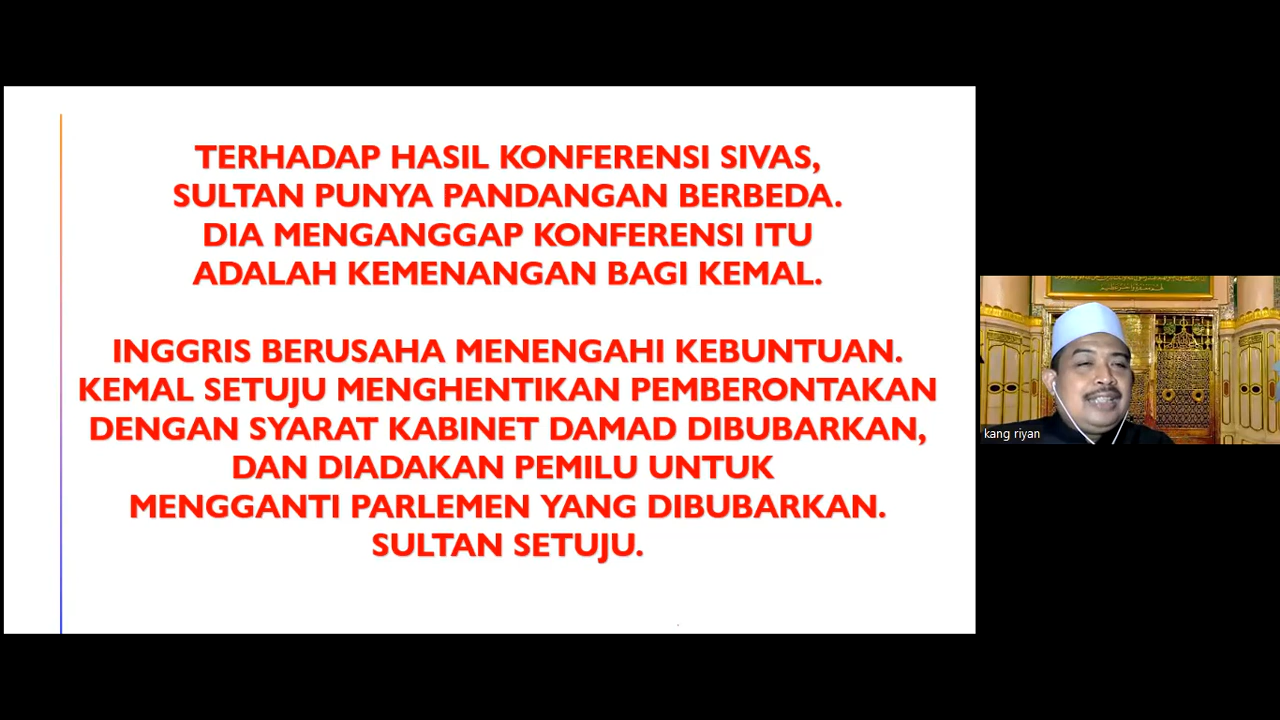 TERHADAP HASIL KONFERENSI SIVAS,
SULTAN PUNYA PANDANGAN BERBEDA.
DIA MENGANGGAP KONFERENSI ITU
ADALAH KEMENANGAN BAGI KEMAL.
INGGRIS BERUSAHA MENENGAHI KEBUNTUAN.
KEMAL SETUJU MENGHENTIKAN PEMBERONTAKAN
DENGAN SYARAT KABINET DAMAD DIBUBARKAN,
DAN DIADAKAN PEMILU UNTUK
MENGGANTI PARLEMEN YANG DIBUBARKAN.
SULTAN SETUJU.
kang riyan